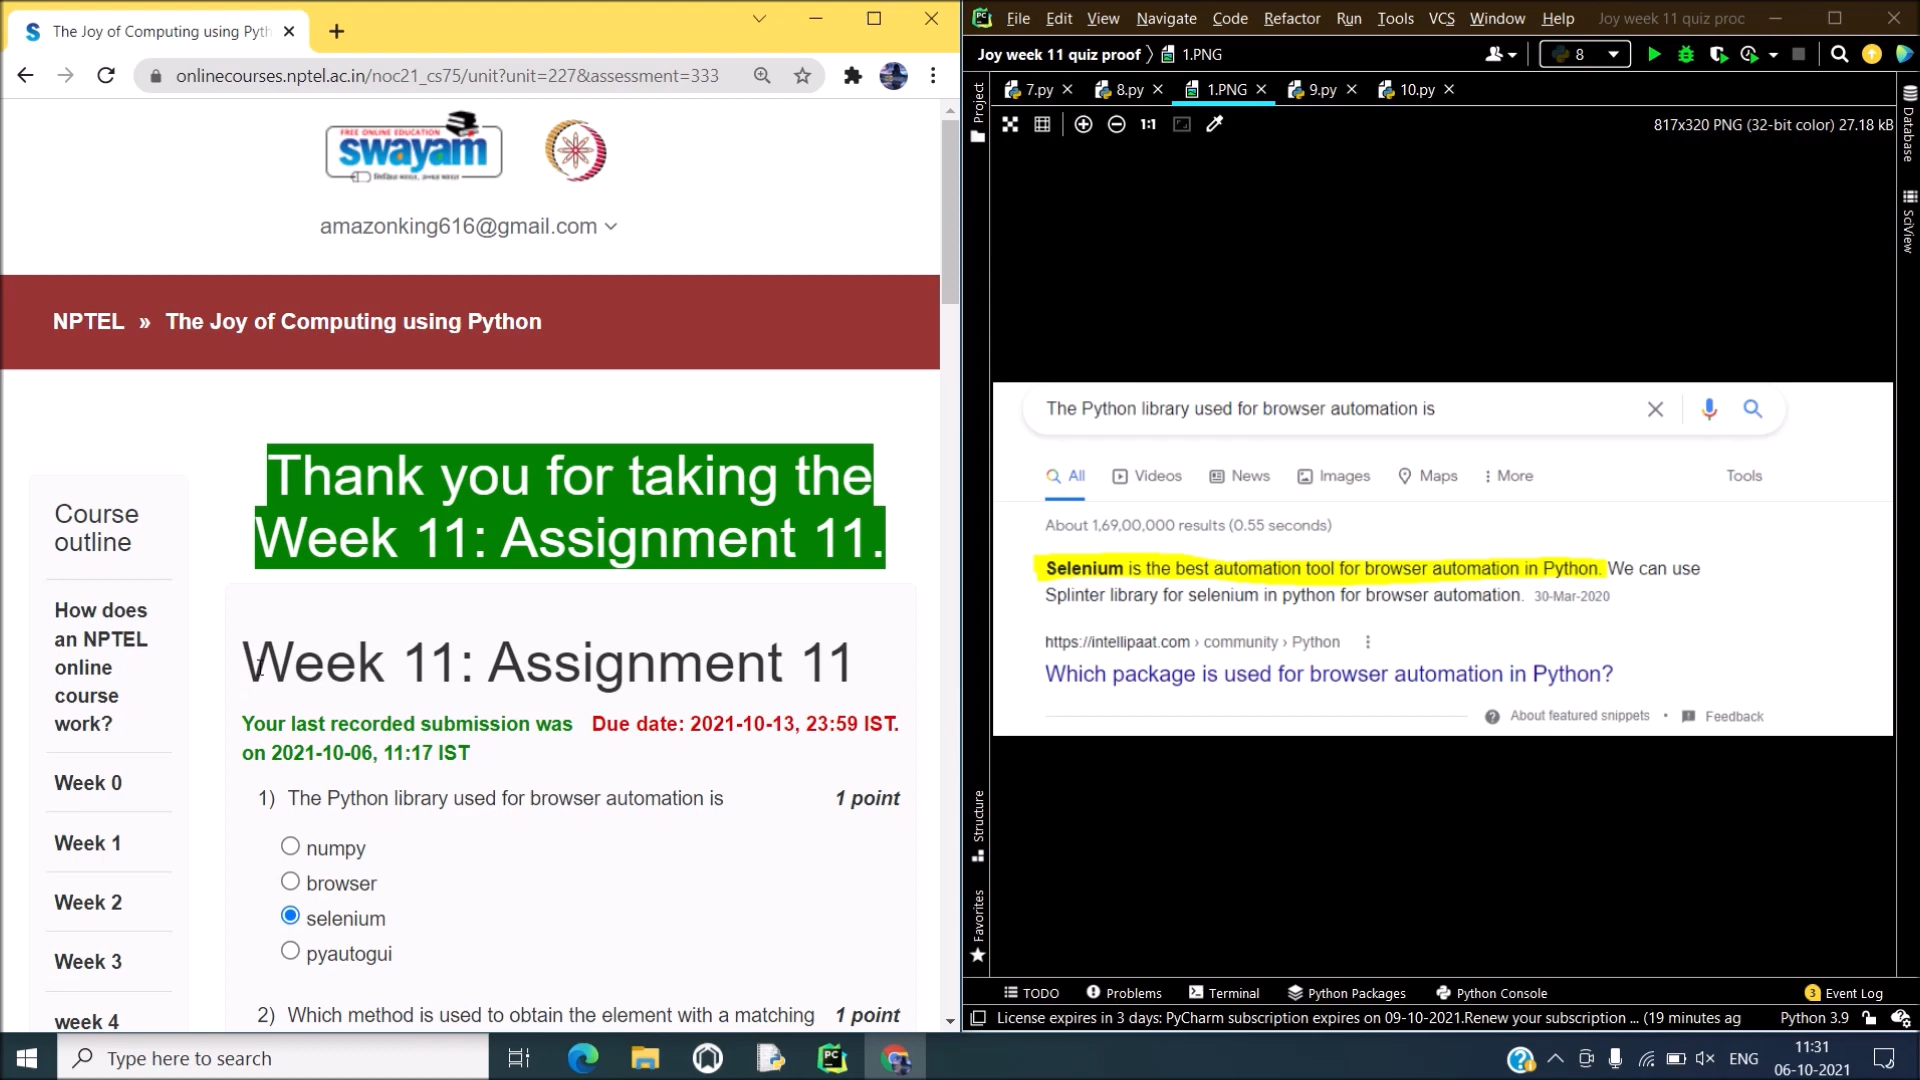 The Joy of Computing using Pyth
onlinecourses.nptel.ac.in/noc21_cs75/unit?unit=227&assessment=333
FREE ONLINE EDUCATION
swayam
amazonking616@gmail.com
NPTEL » The Joy of Computing using Python
Thank you for taking the
Week 11: Assignment 11.
Course
outline
How does
an NPTEL
online
course
work?
Week 0
Week 1
Week 2
Week 3
week 4
Week 11: Assignment 11
Your last recorded submission was
on 2021-10-06, 11:17 IST
Due date: 2021-10-13, 23:59 IST.
1) The Python library used for browser automation is 1 point
numpy
browser
selenium
pyautogui
2) Which method is used to obtain the element with a matching 1 point
PC File Edit View Navigate Code Refactor Run Tools VCS Window Help Joy week 11 quiz proc
Joy week 11 quiz proof 〉 1.PNG
8
Project
7.py 8.py 1.PNG 9.py 10.py
1:1
817x320 PNG (32-bit color) 27.18 kB
Database
SciView
The Python library used for browser automation is
All Videos News Images Maps More Tools
About 1,69,00,000 results (0.55 seconds)
Selenium is the best automation tool for browser automation in Python. We can use
Splinter library for selenium in python for browser automation. 30-Mar-2020
https://intellipaat.com › community › Python
Which package is used for browser automation in Python?
About featured snippets • Feedback
Structure
Favorites
TODO Problems Terminal Python Packages Python Console 3 Event Log
License expires in 3 days: PyCharm subscription expires on 09-10-2021.Renew your subscription ... (19 minutes ag Python 3.9
Type here to search
PC
ENG
11:31
06-10-2021